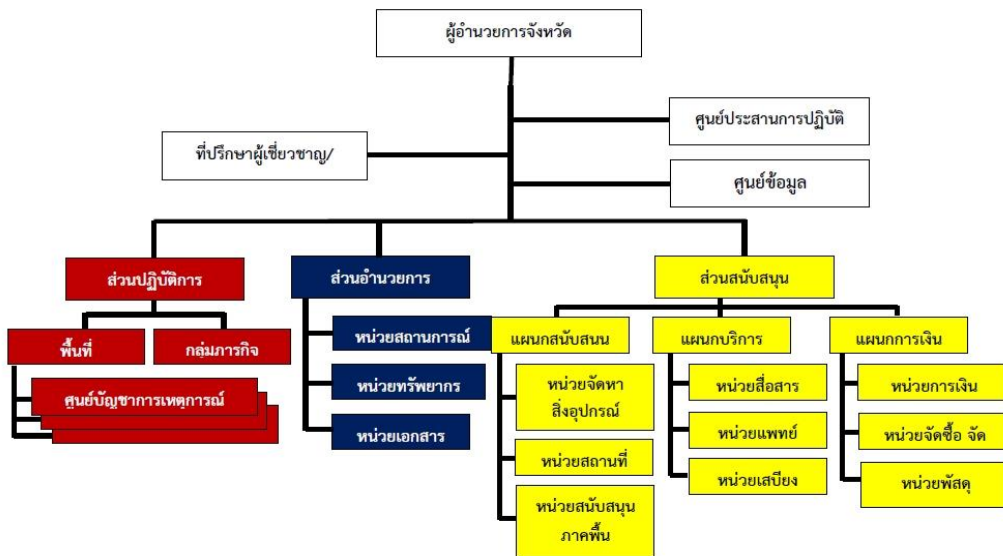 ผู้อำนวยการจังหวัด
ศูนย์ประสานการปฏิบัติ
ที่ปรึกษาผู้เชี่ยวชาญ/
ศูนย์ข้อมูล
ส่วนปฏิบัติการ
ส่วนอำนวยการ
ส่วนสนับสนุน
พื้นที่
กลุ่มภารกิจ
ศูนย์บัญชาการเหตุการณ์
หน่วยสถานการณ์
หน่วยทรัพยากร
หน่วยเอกสาร
แผนกสนับสนน
แผนกบริการ
แผนกการเงิน
หน่วยจัดหา
สิ่งอุปกรณ์
หน่วยสถานที่
หน่วยสนับสนุน
ภาคพื้น
หน่วยสื่อสาร
หน่วยแพทย์
หน่วยเสบียง
หน่วยการเงิน
หน่วยจัดซื้อ จัด
หน่วยพัสดุ